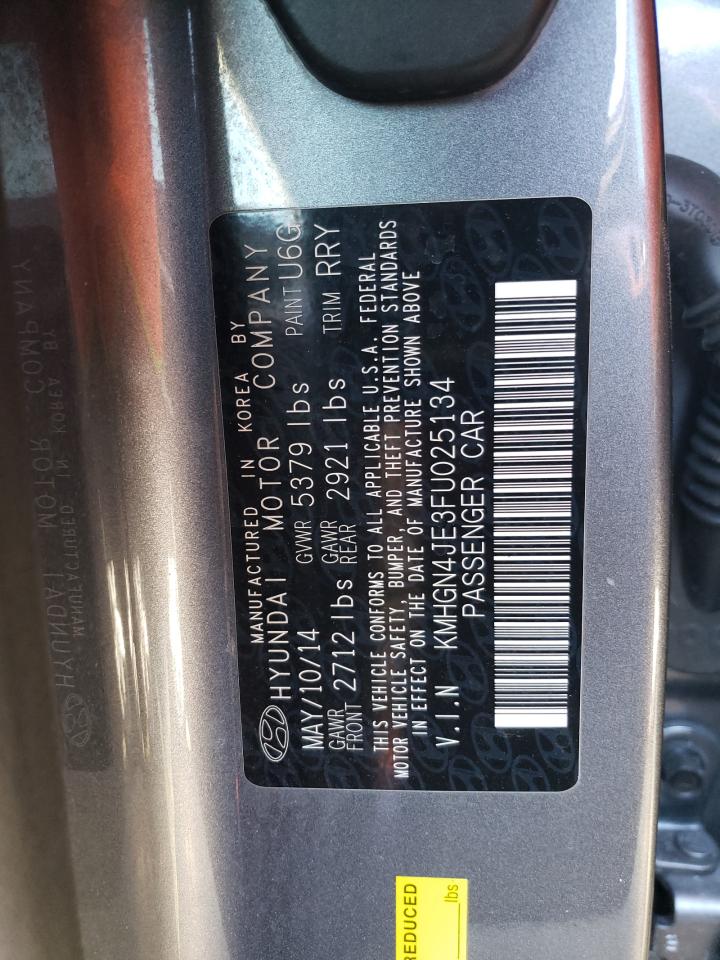 MANUFACTURED IN KOREA BY
HYUNDAI MOTOR COMPANY
MAY/10/14 GVWR 5379 lbs PAINT U6G
GAWR FRONT 2712 lbs GAWR REAR 2921 lbs TRIM RRY
THIS VEHICLE CONFORMS TO ALL APPLICABLE U.S.A. FEDERAL
MOTOR VEHICLE SAFETY, BUMPER, AND THEFT PREVENTION STANDARDS
IN EFFECT ON THE DATE OF MANUFACTURE SHOWN ABOVE
V.I.N KMHGN4JE3FU025134
PASSENGER CAR
REDUCED
lbs